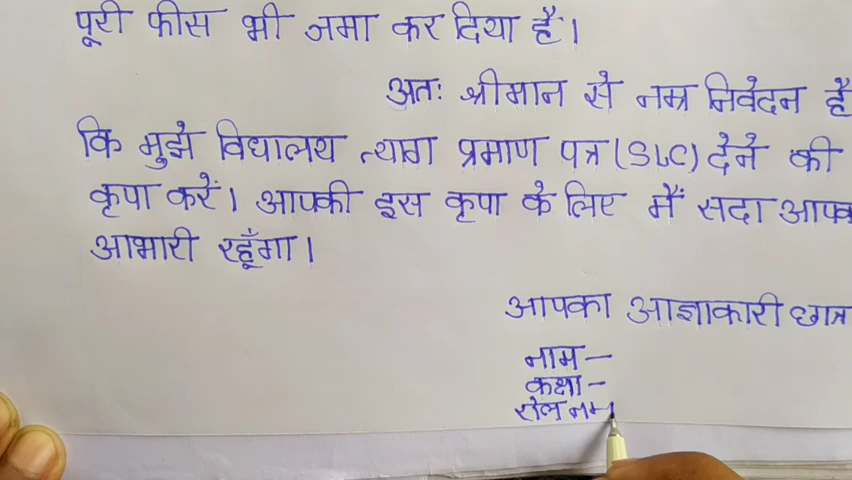 पूरी फीस भी जमा कर दिया है।
अतः श्रीमान से नम्र निवेदन है
कि मुझे विधालय त्याग प्रमाण पत्र (SLC) देने की
कृपा करें। आपकी इस कृपा के लिए मैं सदा आपक
आभारी रहूँगा।
आपका आज्ञाकारी छात्र
नाम –
कक्षा –
रोल नम